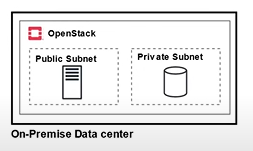 OpenStack
Public Subnet
Private Subnet
On-Premise Data center